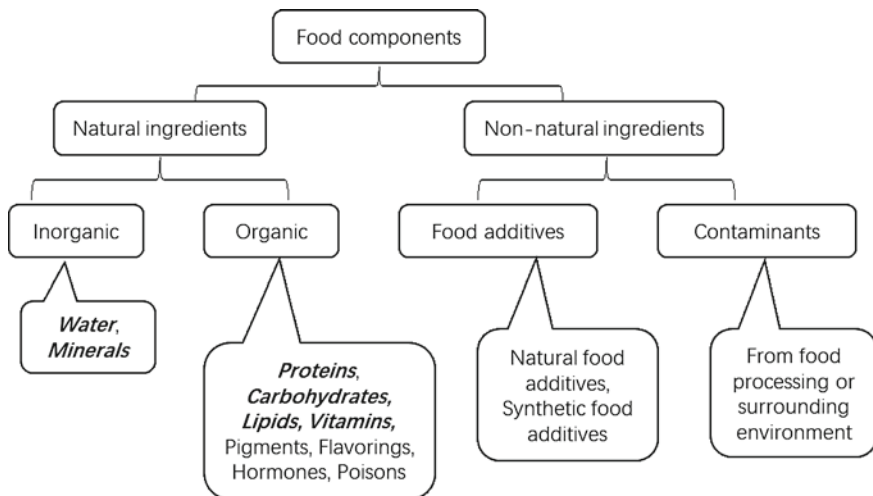 Food components
Natural ingredients
Non-natural ingredients
Inorganic
Organic
Food additives
Contaminants
Water,
Minerals
Proteins,
Carbohydrates,
Lipids, Vitamins,
Pigments, Flavorings,
Hormones, Poisons
Natural food
additives,
Synthetic food
additives
From food
processing or
surrounding
environment